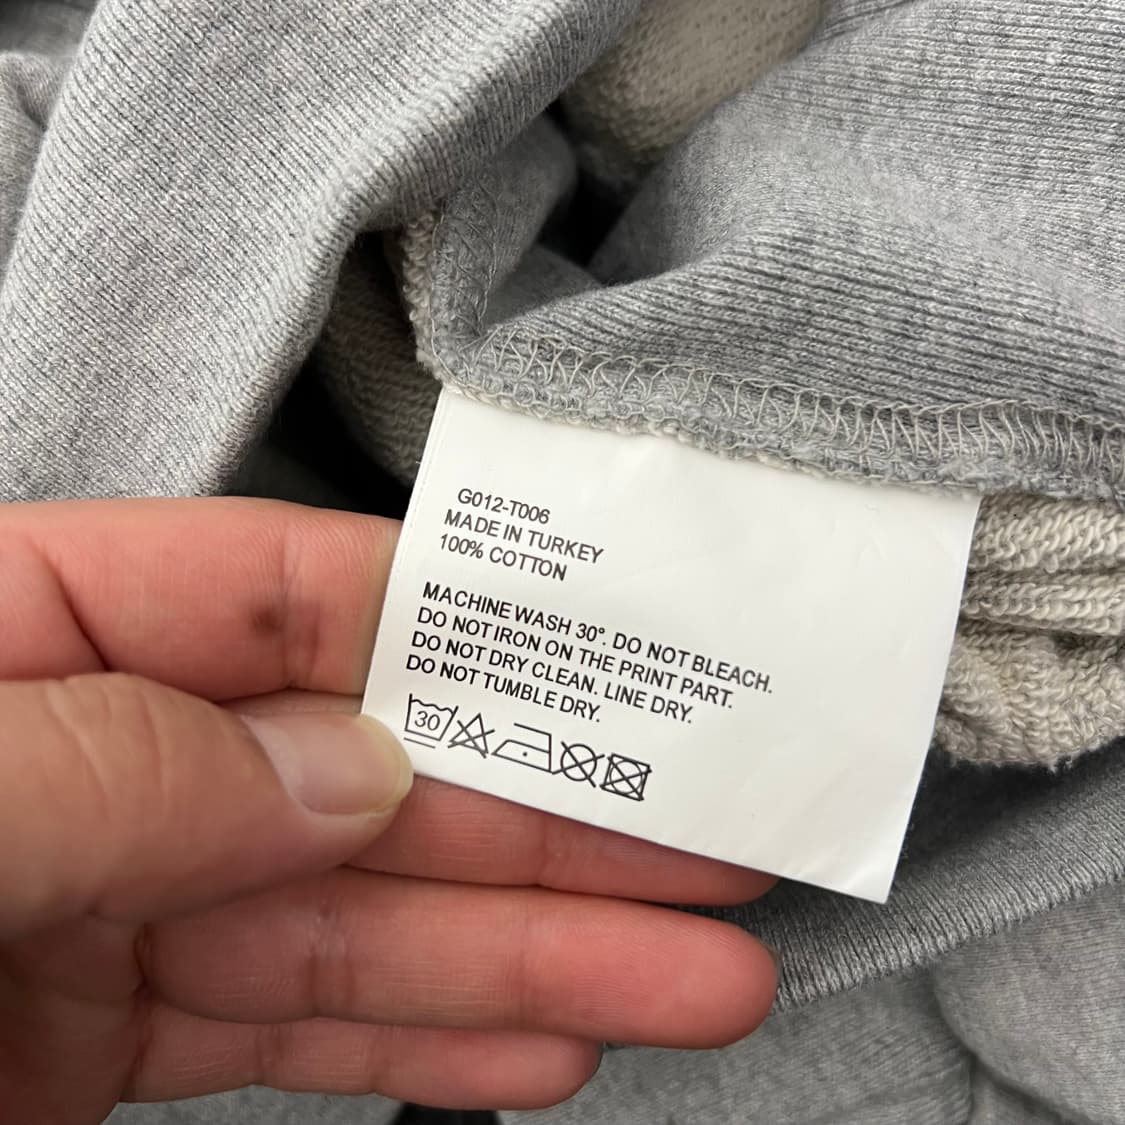 G012-T006
MADE IN TURKEY
100% COTTON
MACHINE WASH 30°. DO NOT BLEACH.
DO NOT IRON ON THE PRINT PART.
DO NOT DRY CLEAN. LINE DRY.
DO NOT TUMBLE DRY.
30